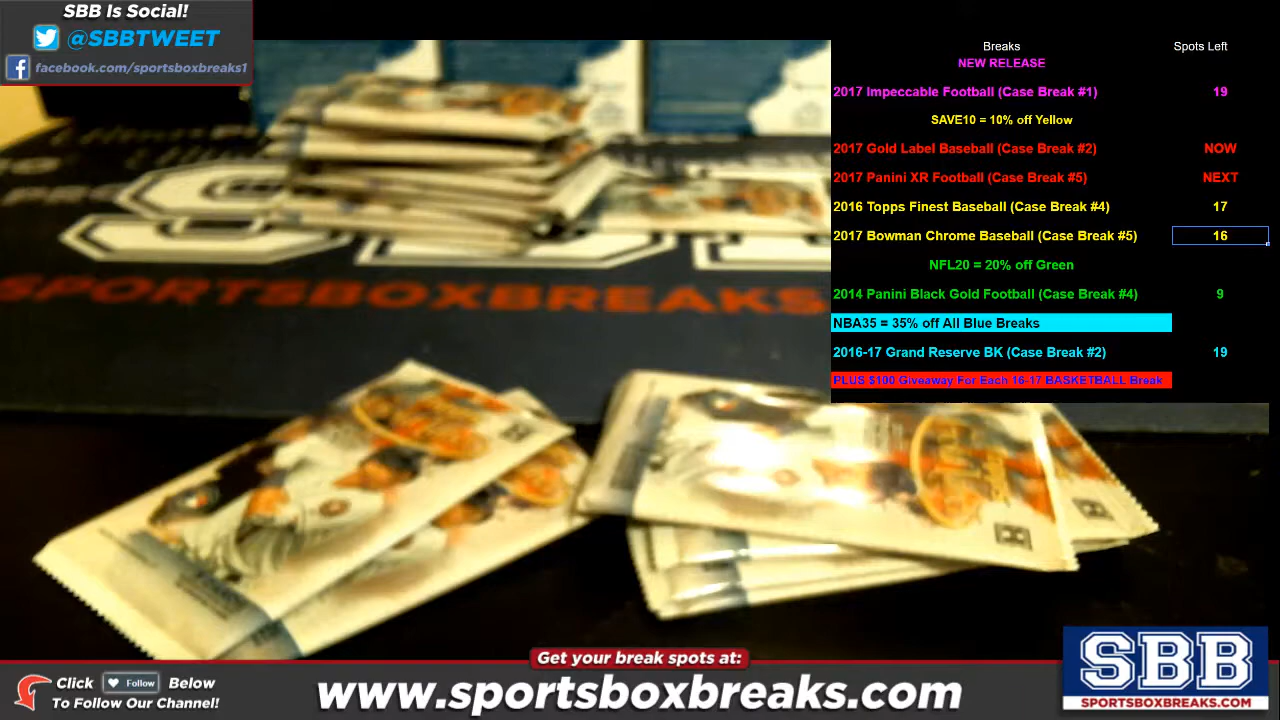 SBB Is Social!
@SBBTWEET
facebook.com/sportsboxbreaks1
Breaks Spots Left
NEW RELEASE
2017 Impeccable Football (Case Break #1) 19
SAVE10 = 10% off Yellow
2017 Gold Label Baseball (Case Break #2) NOW
2017 Panini XR Football (Case Break #5) NEXT
2016 Topps Finest Baseball (Case Break #4) 17
2017 Bowman Chrome Baseball (Case Break #5) 16
NFL20 = 20% off Green
2014 Panini Black Gold Football (Case Break #4) 9
NBA35 = 35% off All Blue Breaks
2016-17 Grand Reserve BK (Case Break #2) 19
PLUS $100 Giveaway For Each 16-17 BASKETBALL Break
SPORTSBOXBREAKS
Get your break spots at:
Click Follow Below
To Follow Our Channel!
www.sportsboxbreaks.com
SBB
SPORTSBOXBREAKS.COM